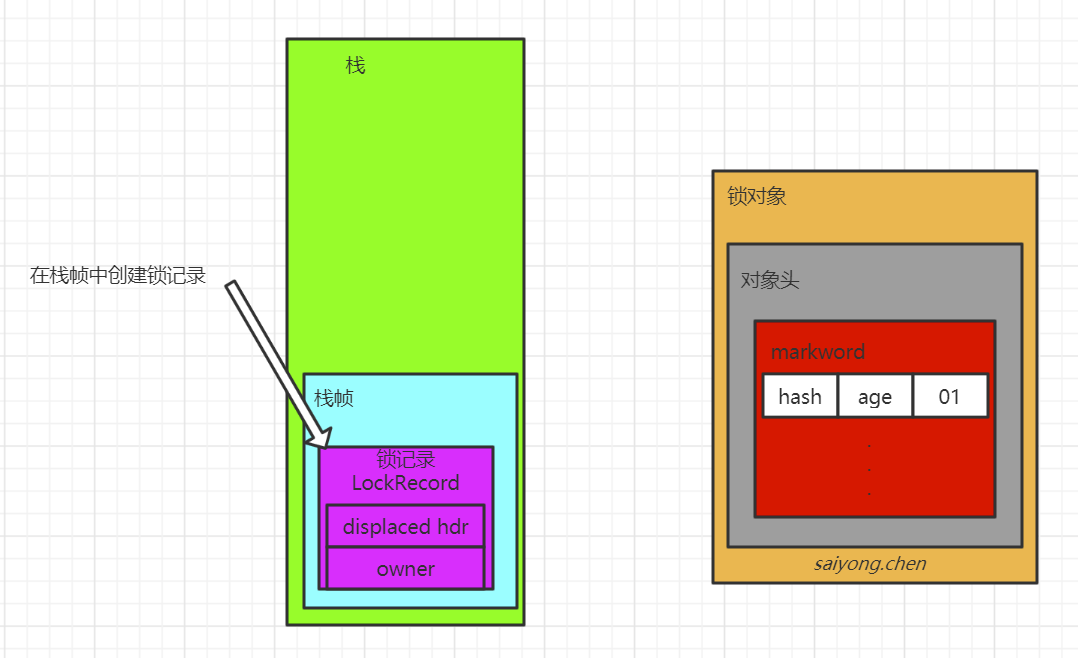 栈
在栈帧中创建锁记录
栈帧
锁记录
LockRecord
displaced hdr
owner
锁对象
对象头
markword
hash age 01
.
.
.
saiyong.chen